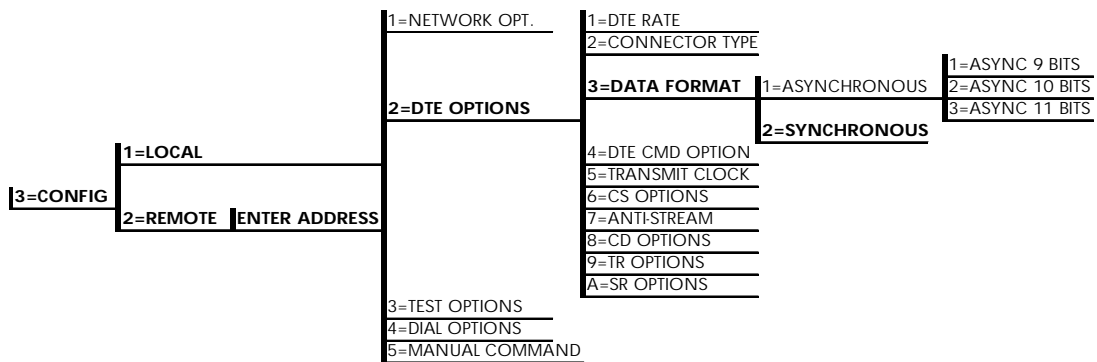 3=CONFIG
1=LOCAL
2=REMOTE
ENTER ADDRESS
1=NETWORK OPT.
2=DTE OPTIONS
3=TEST OPTIONS
4=DIAL OPTIONS
5=MANUAL COMMAND
1=DTE RATE
2=CONNECTOR TYPE
3=DATA FORMAT
4=DTE CMD OPTION
5=TRANSMIT CLOCK
6=CS OPTIONS
7=ANTI-STREAM
8=CD OPTIONS
9=TR OPTIONS
A=SR OPTIONS
1=ASYNCHRONOUS
2=SYNCHRONOUS
1=ASYNC 9 BITS
2=ASYNC 10 BITS
3=ASYNC 11 BITS